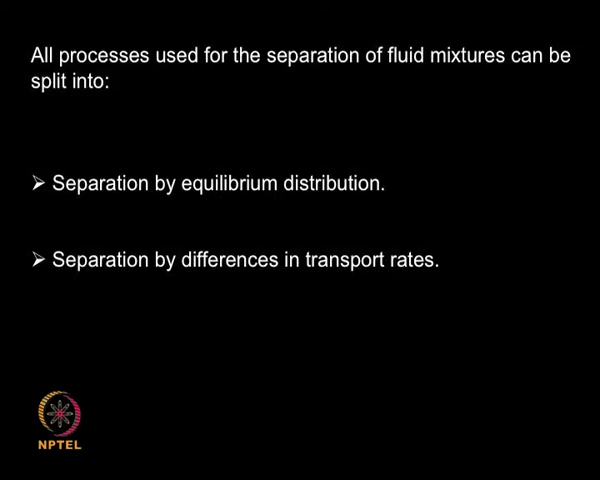 All processes used for the separation of fluid mixtures can be
split into:
➢ Separation by equilibrium distribution.
➢ Separation by differences in transport rates.
NPTEL